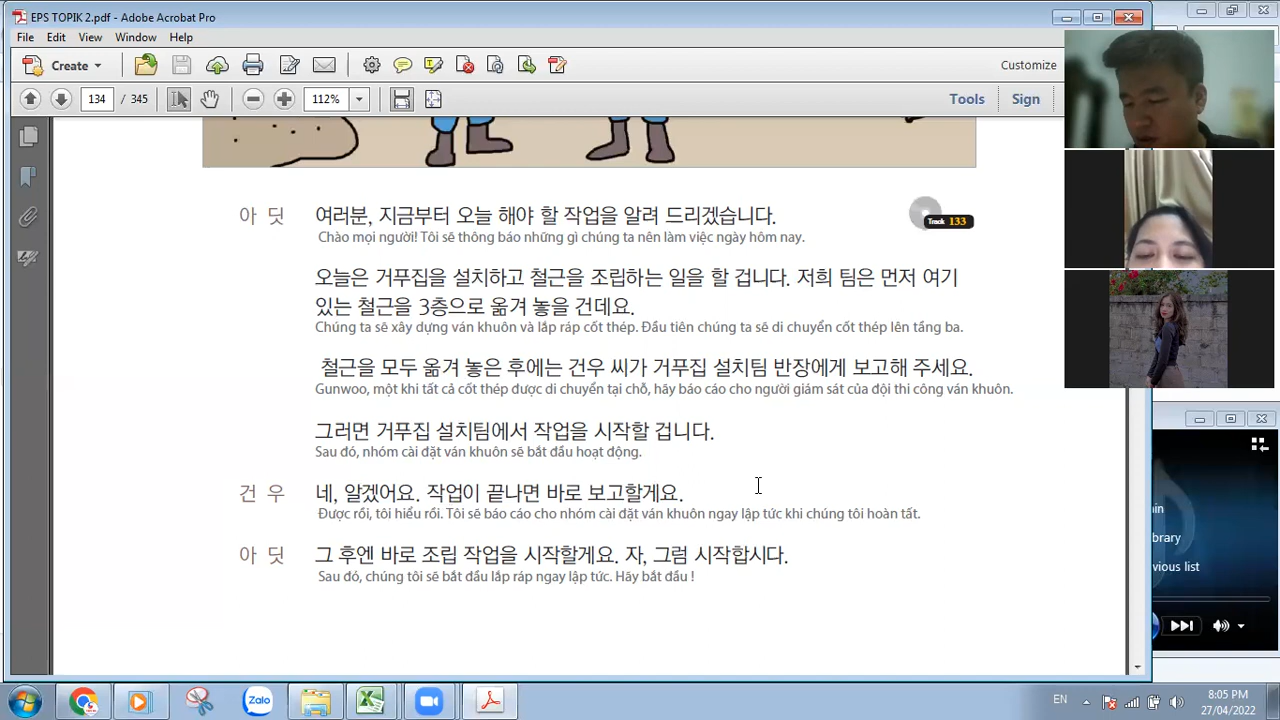 EPS TOPIK 2.pdf - Adobe Acrobat Pro
File Edit View Window Help
Create Customize
134 / 345 112% Tools Sign
아 딧 여러분, 지금부터 오늘 해야 할 작업을 알려 드리겠습니다. Track 133
Chào mọi người! Tôi sẽ thông báo những gì chúng ta nên làm việc ngày hôm nay.
오늘은 거푸집을 설치하고 철근을 조립하는 일을 할 겁니다. 저희 팀은 먼저 여기
있는 철근을 3층으로 옮겨 놓을 건데요.
Chúng ta sẽ xây dựng ván khuôn và lắp ráp cốt thép. Đầu tiên chúng ta sẽ di chuyển cốt thép lên tầng ba.
철근을 모두 옮겨 놓은 후에는 건우 씨가 거푸집 설치팀 반장에게 보고해 주세요.
Gunwoo, một khi tất cả cốt thép được di chuyển tại chỗ, hãy báo cáo cho người giám sát của đội thi công ván khuôn.
그러면 거푸집 설치팀에서 작업을 시작할 겁니다.
Sau đó, nhóm cài đặt ván khuôn sẽ bắt đầu hoạt động.
건 우 네, 알겠어요. 작업이 끝나면 바로 보고할게요.
Được rồi, tôi hiểu rồi. Tôi sẽ báo cáo cho nhóm cài đặt ván khuôn ngay lập tức khi chúng tôi hoàn tất.
아 딧 그 후엔 바로 조립 작업을 시작할게요. 자, 그럼 시작합시다.
Sau đó, chúng tôi sẽ bắt đầu lắp ráp ngay lập tức. Hãy bắt đầu !
ibrary
vious list
Zalo
EN 8:05 PM
27/04/2022